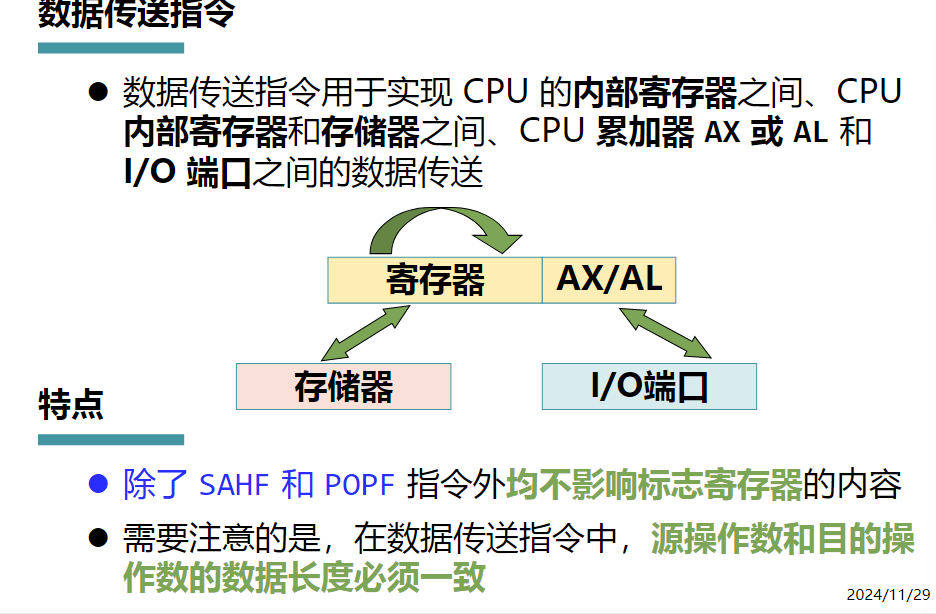 数据传送指令
● 数据传送指令用于实现 CPU 的内部寄存器之间、CPU
内部寄存器和存储器之间、CPU 累加器 AX 或 AL 和
I/O 端口之间的数据传送
寄存器 AX/AL
存储器 I/O端口
特点
● 除了 SAHF 和 POPF 指令外均不影响标志寄存器的内容
● 需要注意的是，在数据传送指令中，源操作数和目的操
作数的数据长度必须一致
2024/11/29